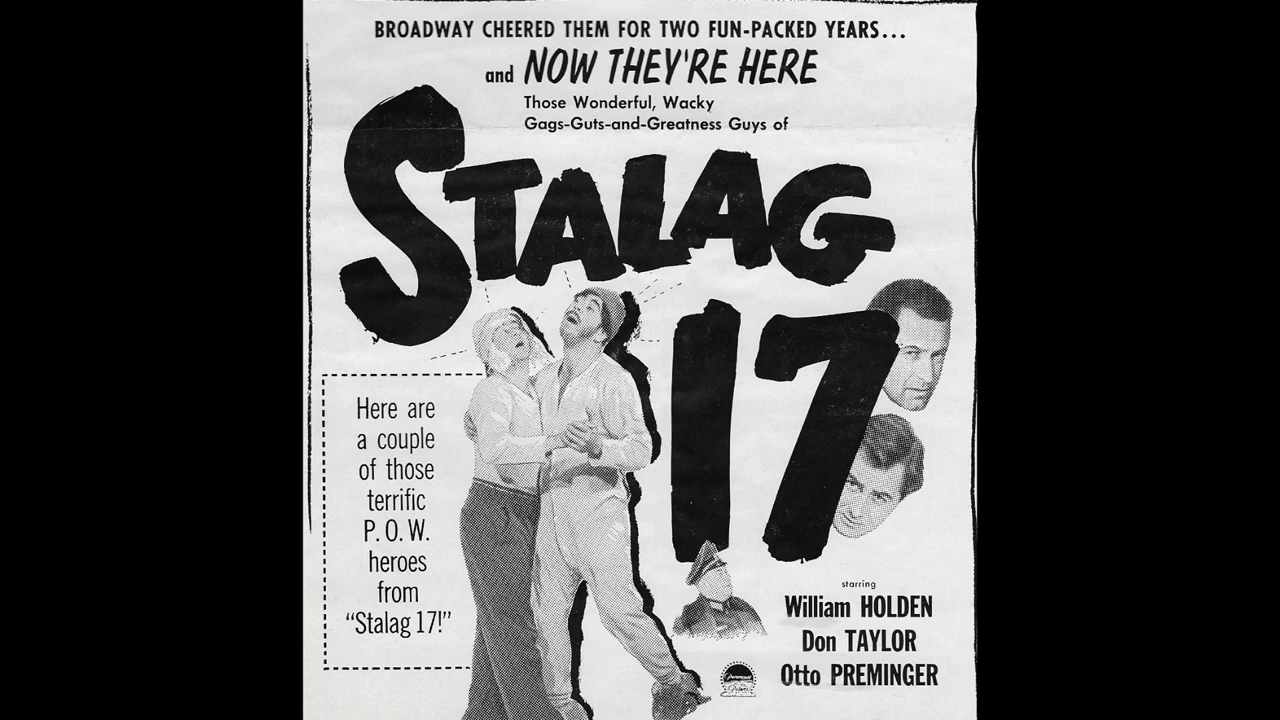 BROADWAY CHEERED THEM FOR TWO FUN-PACKED YEARS...
and NOW THEY'RE HERE
Those Wonderful, Wacky
Gags-Guts-and-Greatness Guys of
STALAG
17
Here are
a couple
of those
terrific
P.O.W.
heroes
from
“Stalag 17!”
starring
William HOLDEN
Don TAYLOR
Otto PREMINGER
Paramount